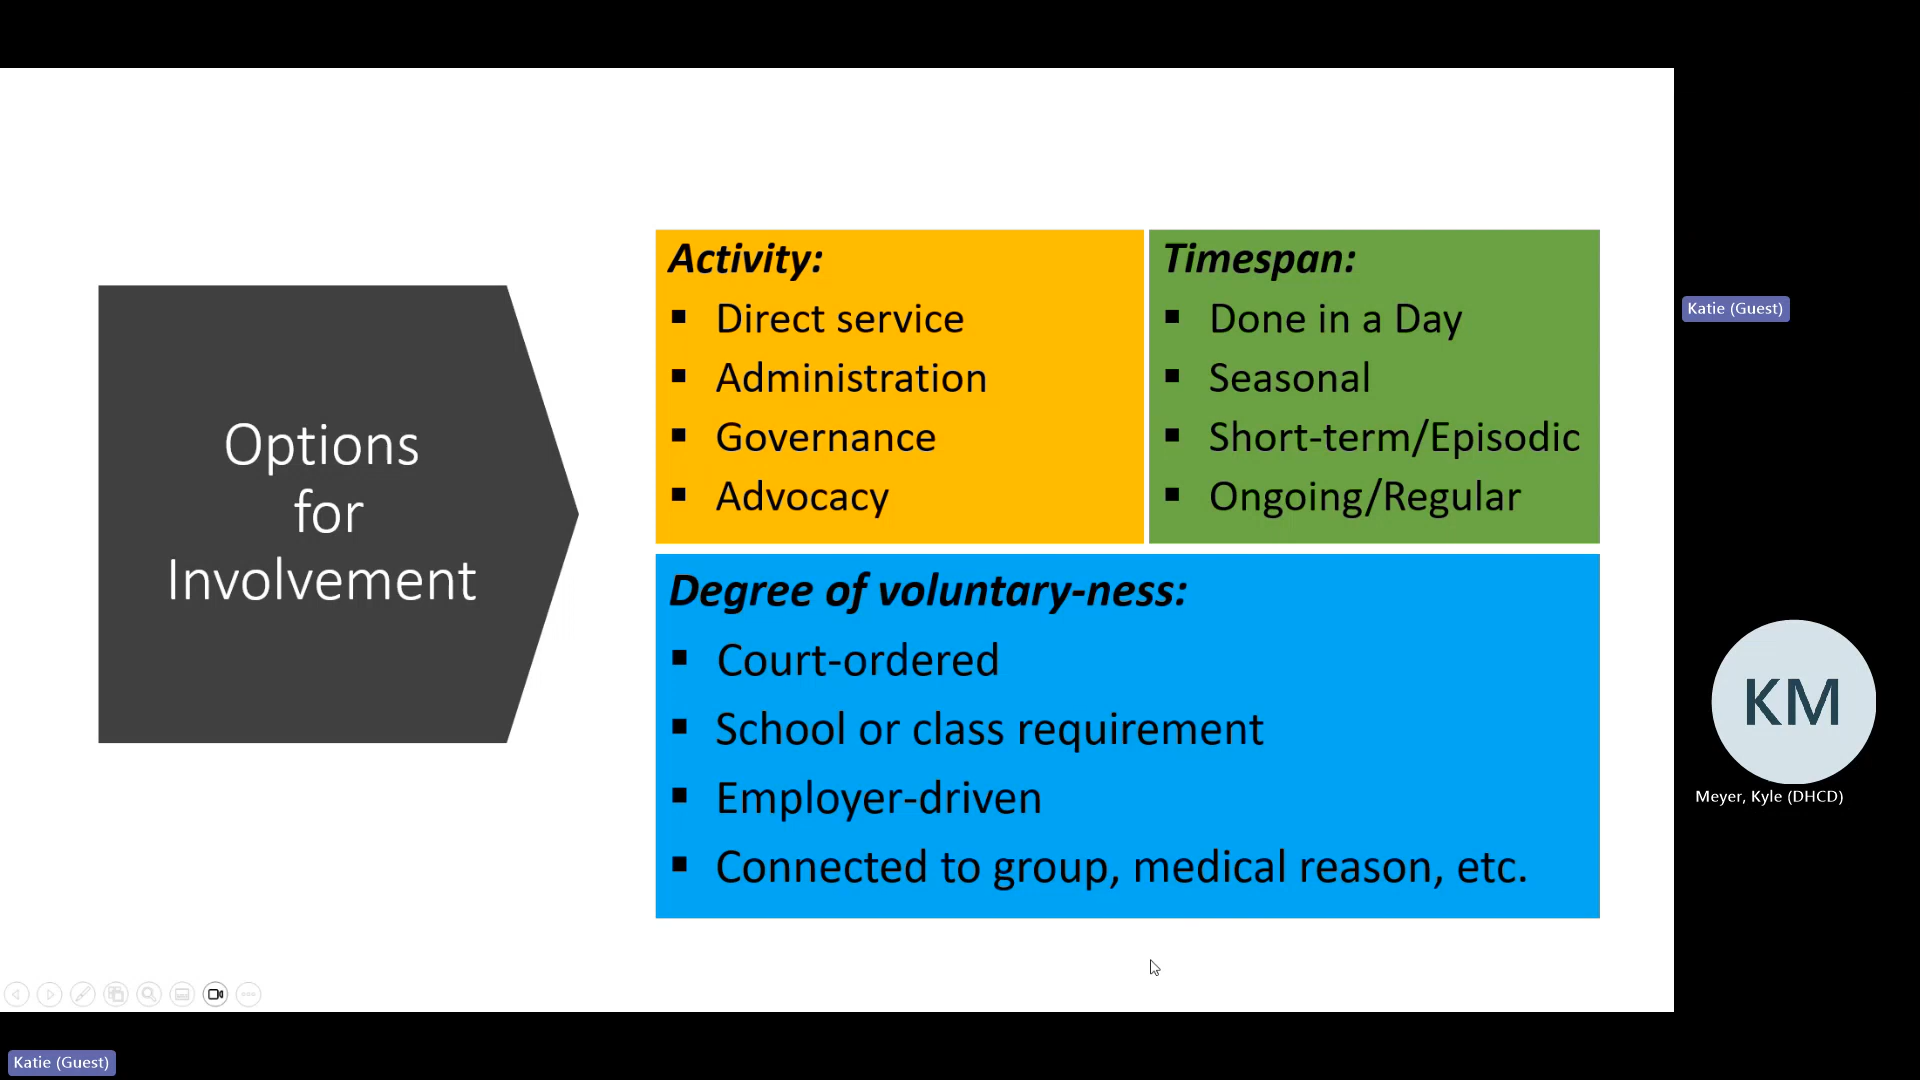 Options
for
Involvement
Activity:
▪ Direct service
▪ Administration
▪ Governance
▪ Advocacy
Timespan:
▪ Done in a Day
▪ Seasonal
▪ Short-term/Episodic
▪ Ongoing/Regular
Degree of voluntary-ness:
▪ Court-ordered
▪ School or class requirement
▪ Employer-driven
▪ Connected to group, medical reason, etc.
Katie (Guest)
KM
Meyer, Kyle (DHCD)
Katie (Guest)